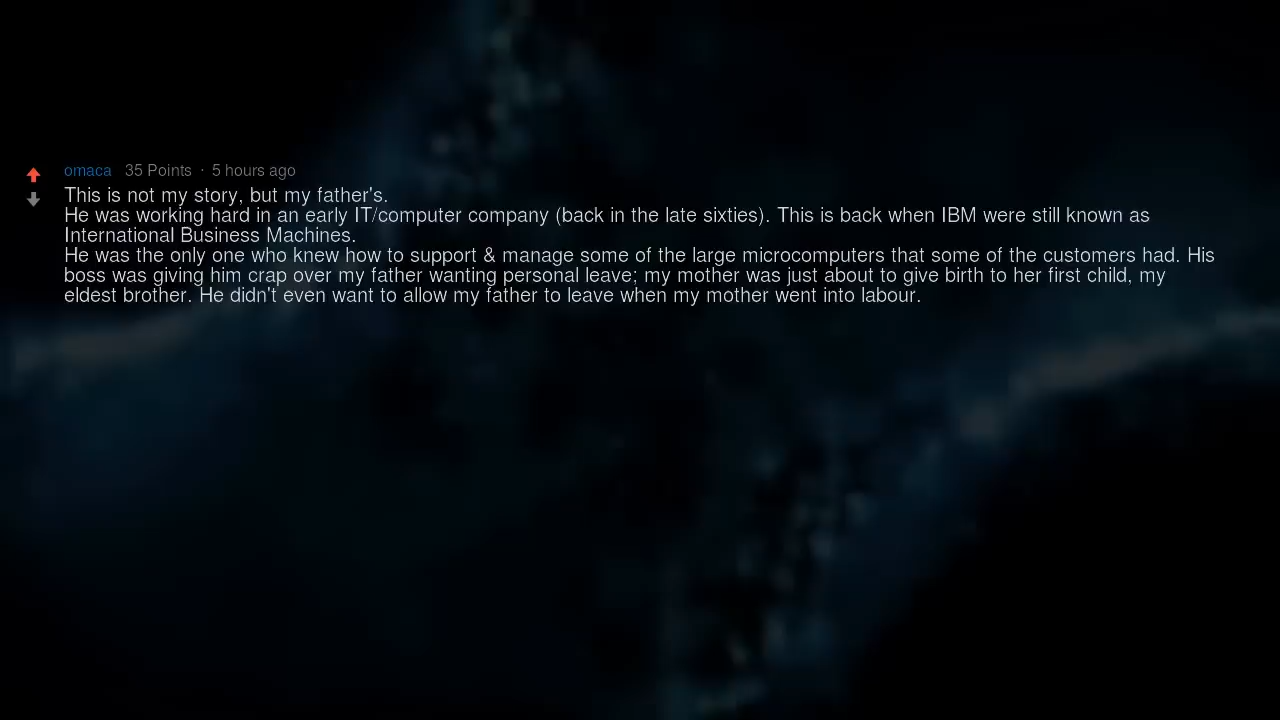 omaca 35 Points · 5 hours ago
This is not my story, but my father's.
He was working hard in an early IT/computer company (back in the late sixties). This is back when IBM were still known as
International Business Machines.
He was the only one who knew how to support & manage some of the large microcomputers that some of the customers had. His
boss was giving him crap over my father wanting personal leave; my mother was just about to give birth to her first child, my
eldest brother. He didn't even want to allow my father to leave when my mother went into labour.